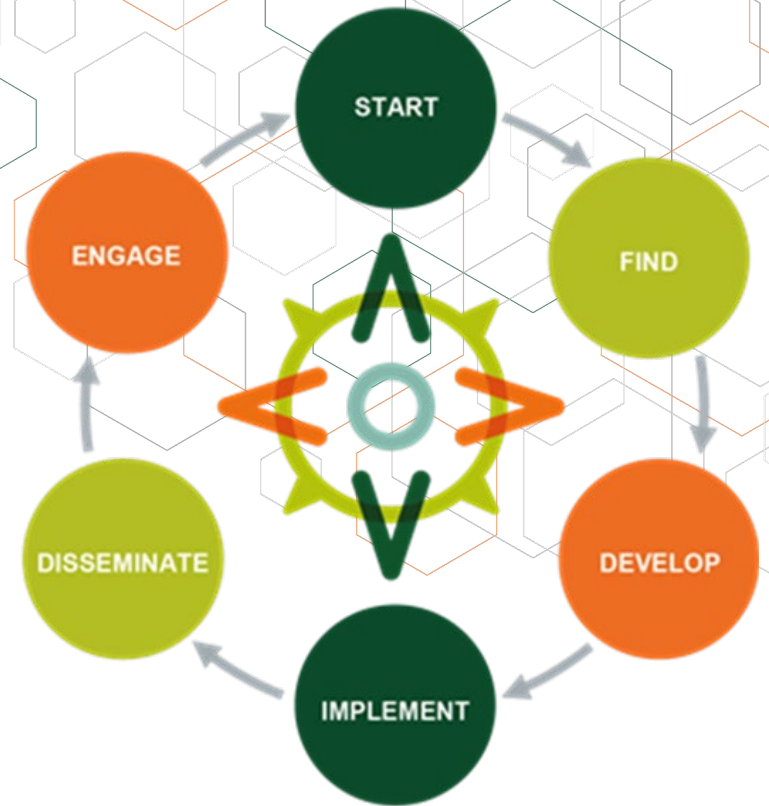 START
FIND
DEVELOP
IMPLEMENT
DISSEMINATE
ENGAGE